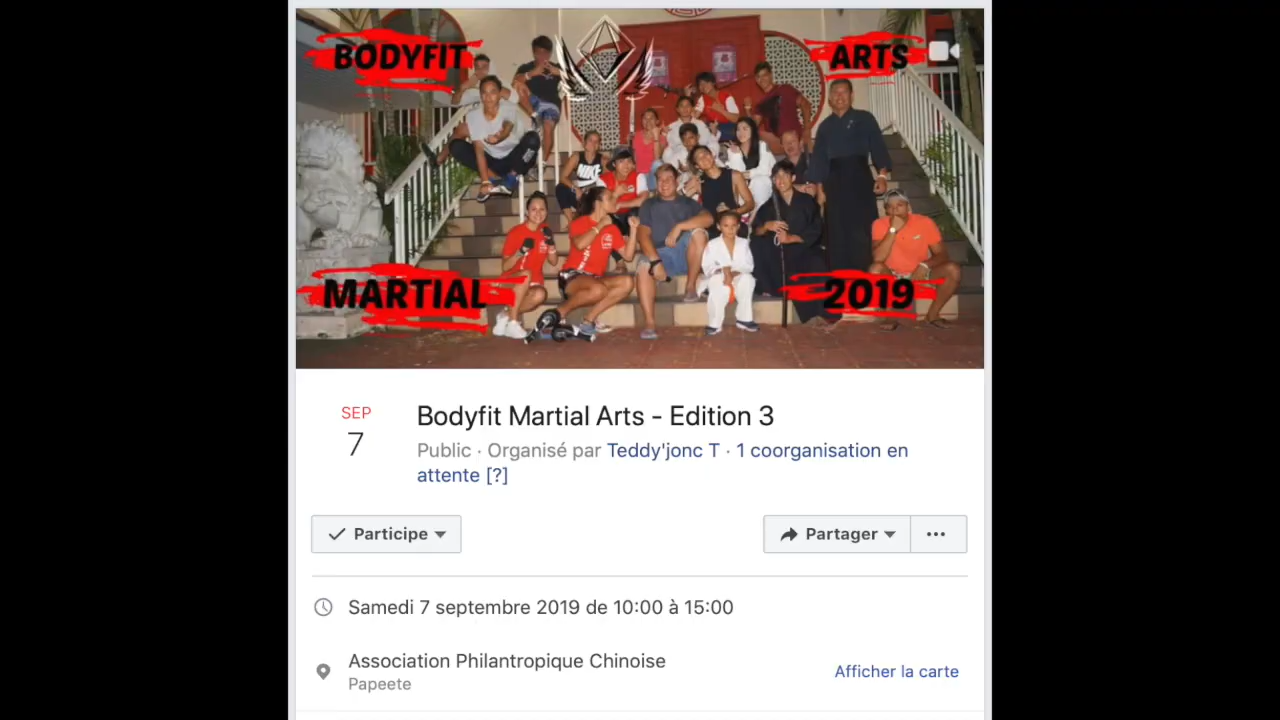 BODYFIT ARTS
MARTIAL 2019
SEP
7
Bodyfit Martial Arts - Edition 3
Public · Organisé par Teddy'jonc T · 1 coorganisation en
attente [?]
Participe
Partager
Samedi 7 septembre 2019 de 10:00 à 15:00
Association Philantropique Chinoise
Papeete
Afficher la carte